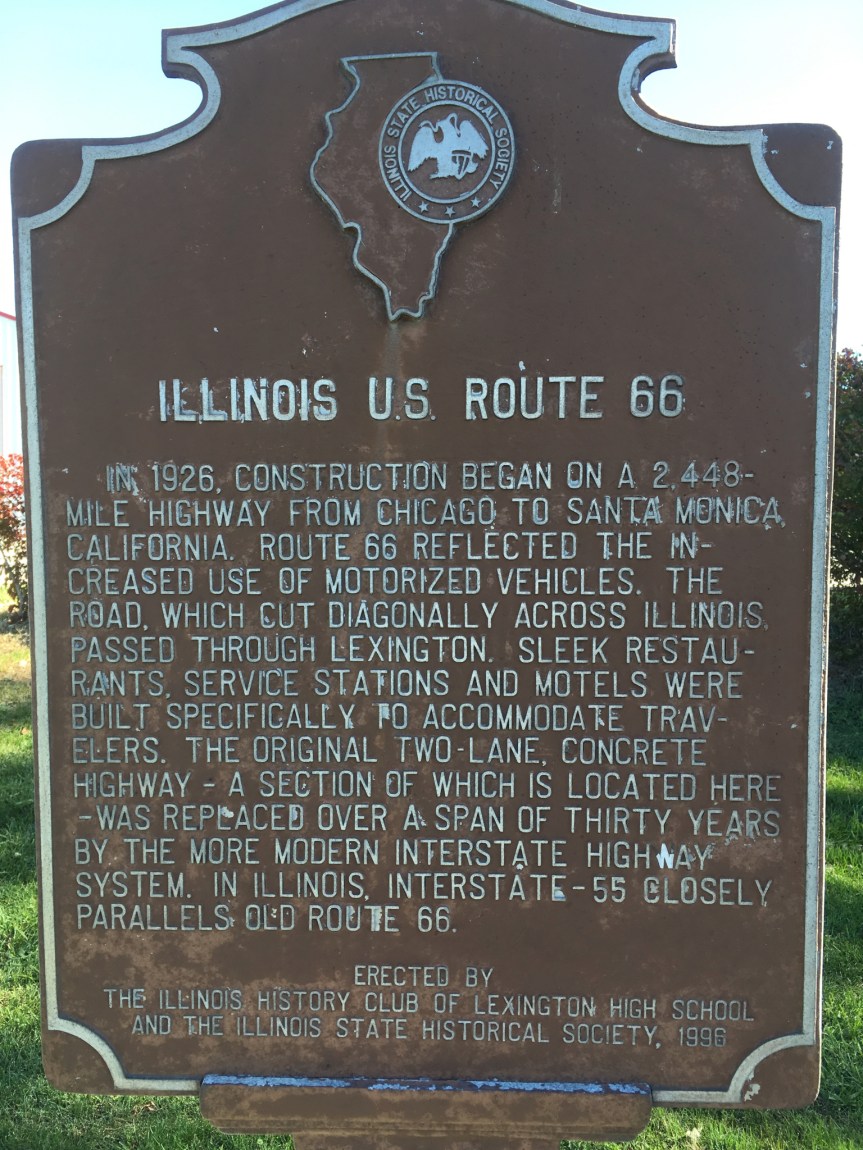 ILLINOIS STATE HISTORICAL SOCIETY
ILLINOIS U.S. ROUTE 66
IN 1926, CONSTRUCTION BEGAN ON A 2,448-
MILE HIGHWAY FROM CHICAGO TO SANTA MONICA,
CALIFORNIA. ROUTE 66 REFLECTED THE IN-
CREASED USE OF MOTORIZED VEHICLES. THE
ROAD, WHICH CUT DIAGONALLY ACROSS ILLINOIS,
PASSED THROUGH LEXINGTON. SLEEK RESTAU-
RANTS, SERVICE STATIONS AND MOTELS WERE
BUILT SPECIFICALLY TO ACCOMMODATE TRAV-
ELERS. THE ORIGINAL TWO-LANE, CONCRETE
HIGHWAY - A SECTION OF WHICH IS LOCATED HERE
-WAS REPLACED OVER A SPAN OF THIRTY YEARS
BY THE MORE MODERN INTERSTATE HIGHWAY
SYSTEM. IN ILLINOIS, INTERSTATE-55 CLOSELY
PARALLELS OLD ROUTE 66.
ERECTED BY
THE ILLINOIS HISTORY CLUB OF LEXINGTON HIGH SCHOOL
AND THE ILLINOIS STATE HISTORICAL SOCIETY, 1996